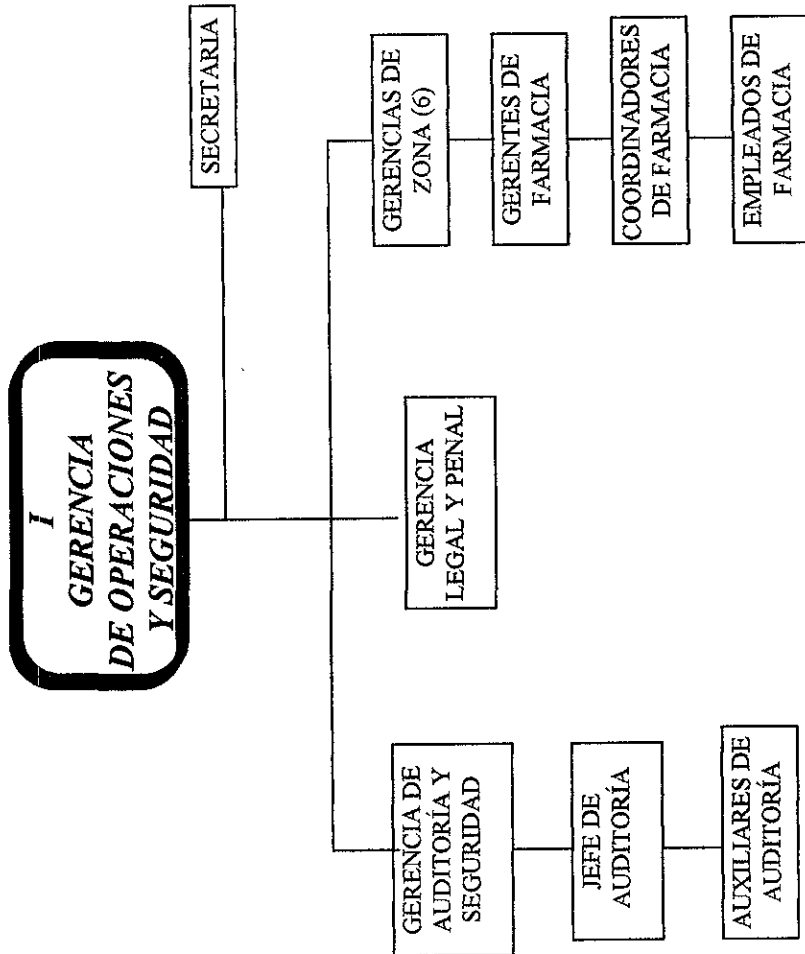 I
GERENCIA
DE OPERACIONES
Y SEGURIDAD
SECRETARIA
GERENCIA DE
AUDITORÍA Y
SEGURIDAD
JEFE DE
AUDITORÍA
AUXILIARES DE
AUDITORÍA
GERENCIA
LEGAL Y PENAL
GERENCIAS DE
ZONA (6)
GERENTES DE
FARMACIA
COORDINADORES
DE FARMACIA
EMPLEADOS DE
FARMACIA